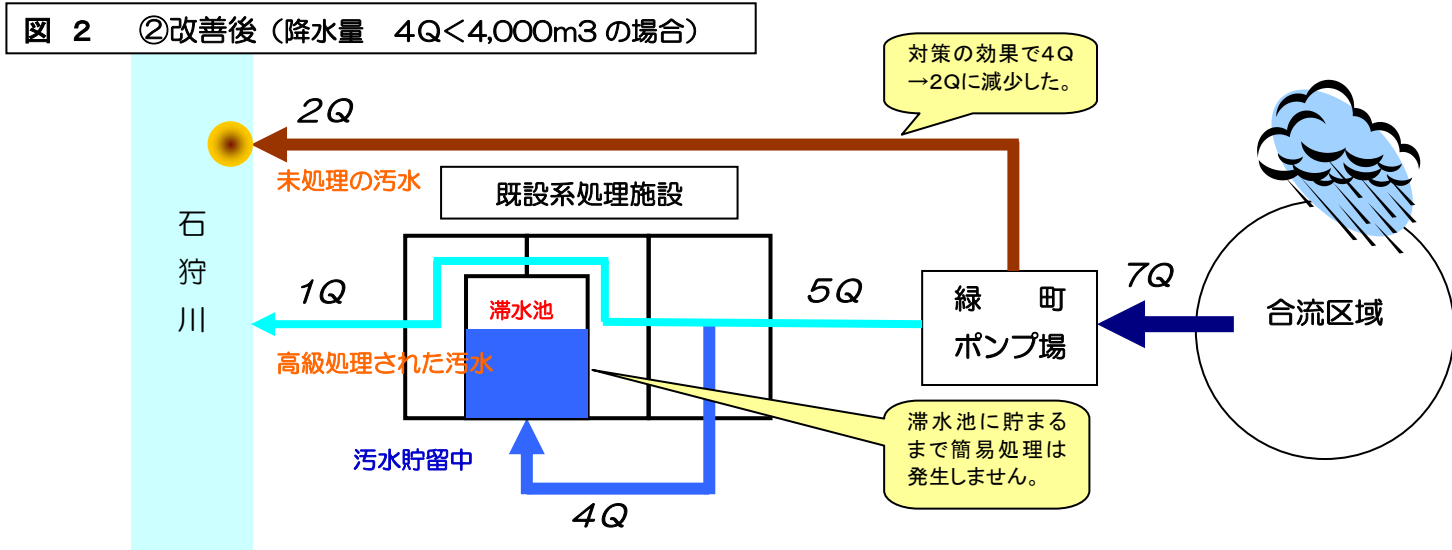 図 2 ②改善後（降水量 4Q＜4,000m3 の場合）
対策の効果で4Q
→2Qに減少した。
2Q
未処理の汚水
既設系処理施設
石
狩
川
1Q
滞水池
5Q
緑 町
ポンプ場
7Q
合流区域
高級処理された汚水
汚水貯留中
滞水池に貯まる
まで簡易処理は
発生しません。
4Q